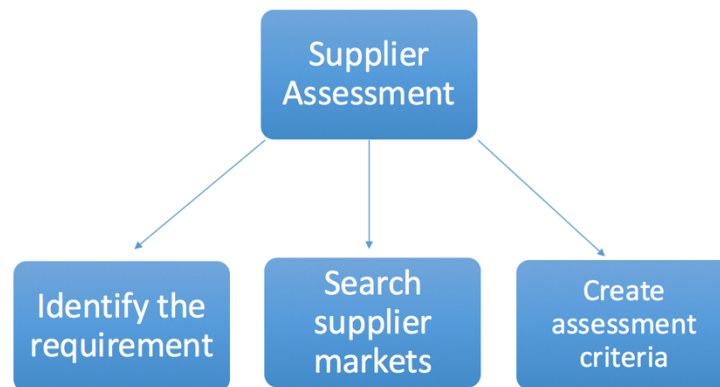 Supplier
Assessment
Identify the
requirement
Search
supplier
markets
Create
assessment
criteria